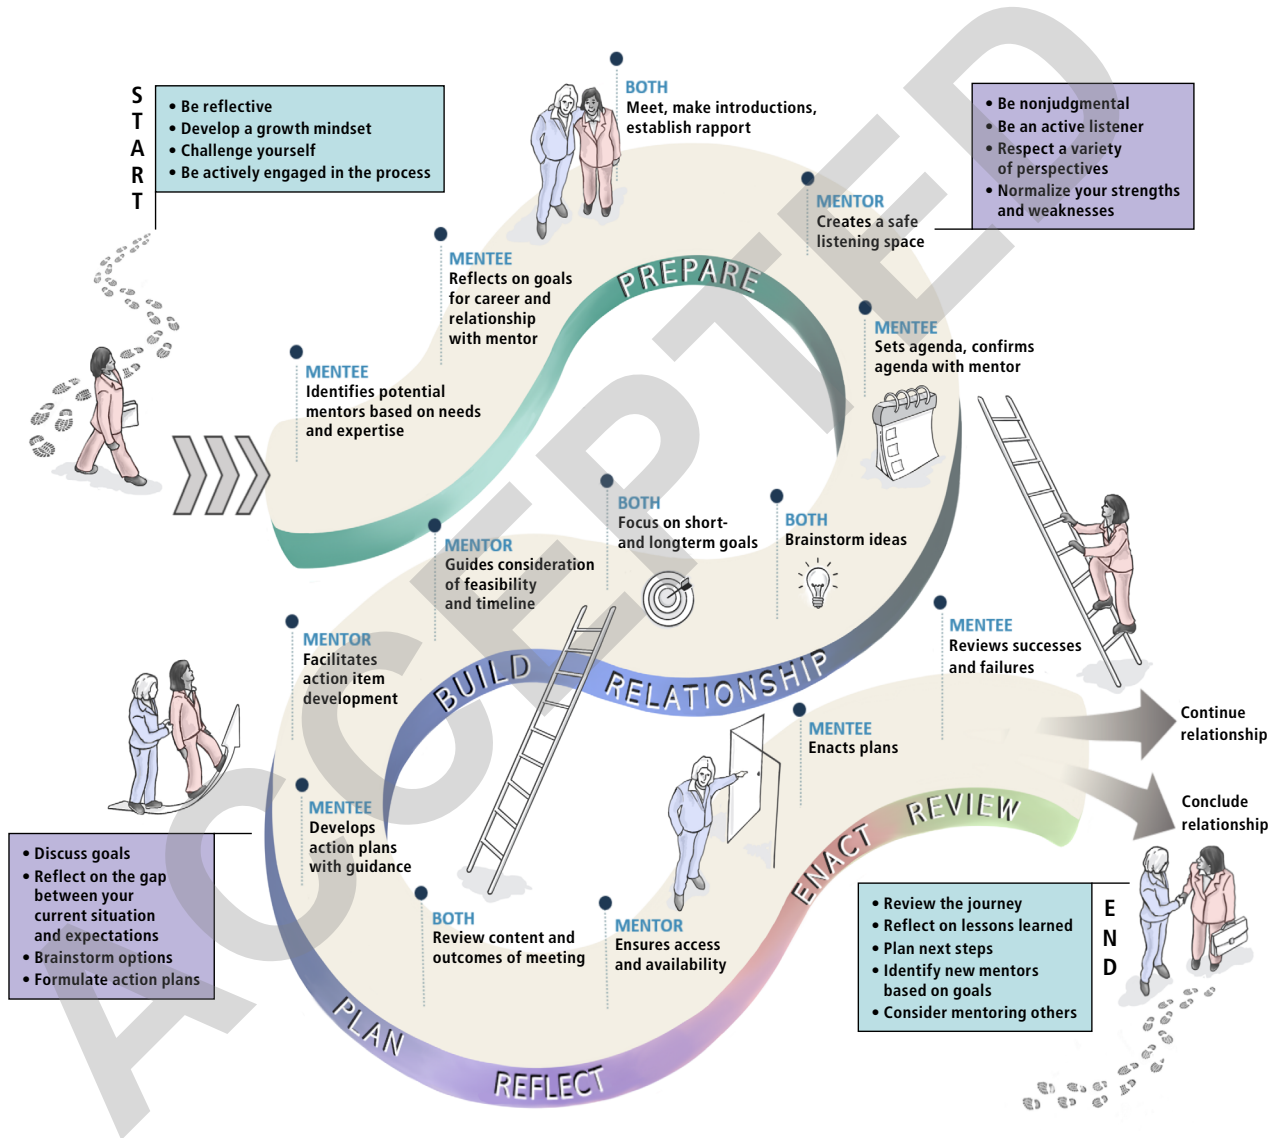 START
• Be reflective
• Develop a growth mindset
• Challenge yourself
• Be actively engaged in the process
BOTH
Meet, make introductions,
establish rapport
• Be nonjudgmental
• Be an active listener
• Respect a variety
of perspectives
• Normalize your strengths
and weaknesses
MENTOR
Creates a safe
listening space
MENTEE
Reflects on goals
for career and
relationship
with mentor
PREPARE
MENTEE
Sets agenda, confirms
agenda with mentor
MENTEE
Identifies potential
mentors based on needs
and expertise
BOTH
Focus on short-
and longterm goals
BOTH
Brainstorm ideas
MENTOR
Guides consideration
of feasibility
and timeline
MENTOR
Facilitates
action item
development
BUILD RELATIONSHIP
MENTEE
Reviews successes
and failures
MENTEE
Enacts plans
Continue
relationship
Conclude
relationship
MENTEE
Develops
action plans
with guidance
• Discuss goals
• Reflect on the gap
between your
current situation
and expectations
• Brainstorm options
• Formulate action plans
BOTH
Review content and
outcomes of meeting
MENTOR
Ensures access
and availability
ENACT REVIEW
• Review the journey
• Reflect on lessons learned
• Plan next steps
• Identify new mentors
based on goals
• Consider mentoring others
END
PLAN
REFLECT
ACCEPTED